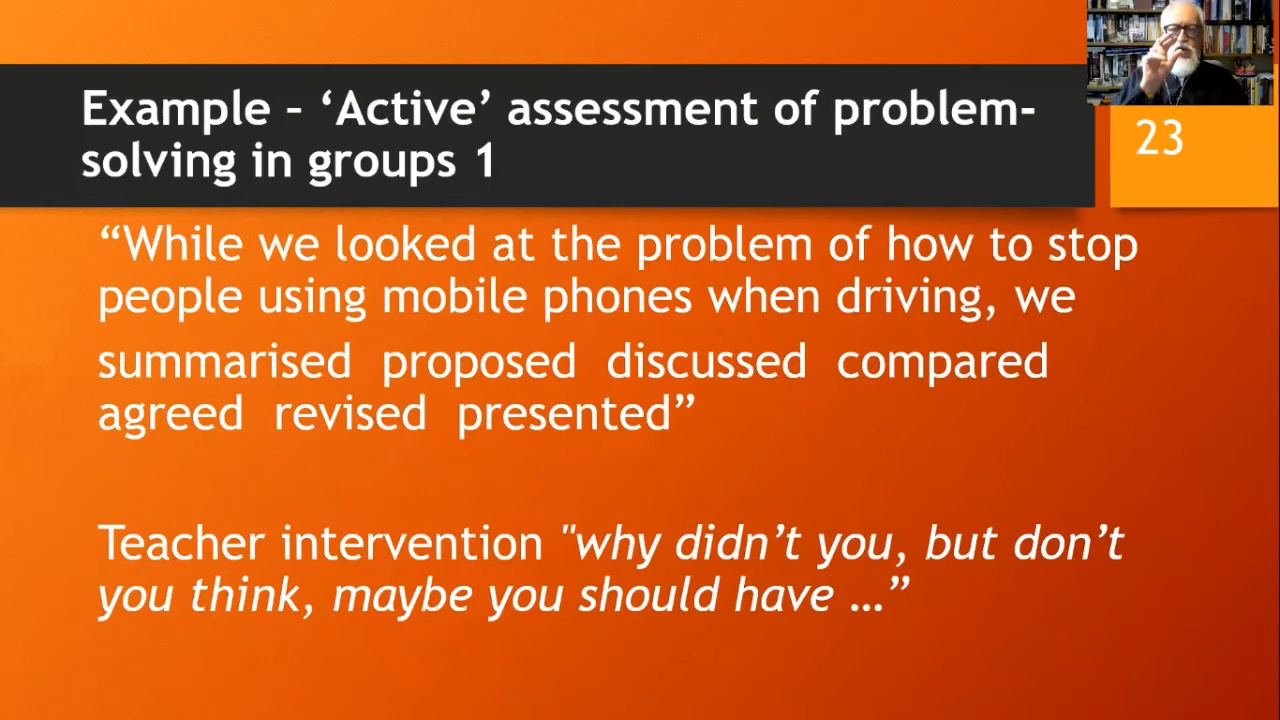 Example – ‘Active’ assessment of problem-
solving in groups 1
23
“While we looked at the problem of how to stop
people using mobile phones when driving, we
summarised proposed discussed compared
agreed revised presented”
Teacher intervention "why didn’t you, but don’t
you think, maybe you should have …”